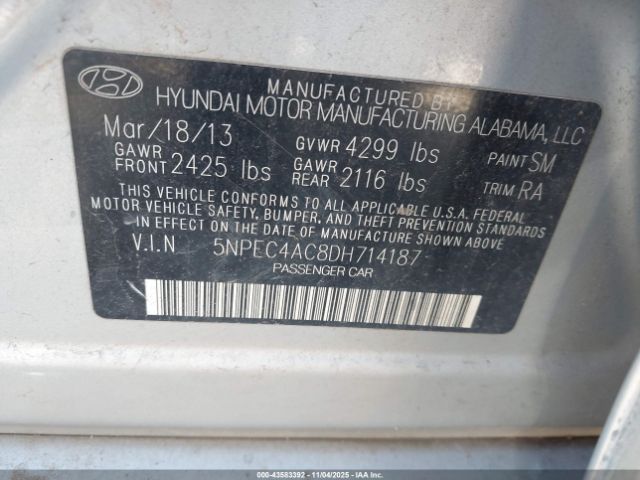 MANUFACTURED BY
HYUNDAI MOTOR MANUFACTURING ALABAMA, LLC
Mar/18/13 GVWR 4299 lbs PAINT SM
GAWR FRONT 2425 lbs GAWR REAR 2116 lbs TRIM RA
THIS VEHICLE CONFORMS TO ALL APPLICABLE U.S.A. FEDERAL
MOTOR VEHICLE SAFETY, BUMPER, AND THEFT PREVENTION STANDARDS
IN EFFECT ON THE DATE OF MANUFACTURE SHOWN ABOVE.
V.I.N 5NPEC4AC8DH714187
PASSENGER CAR
000-43583392 - 11/04/2025 - IAAI.COM